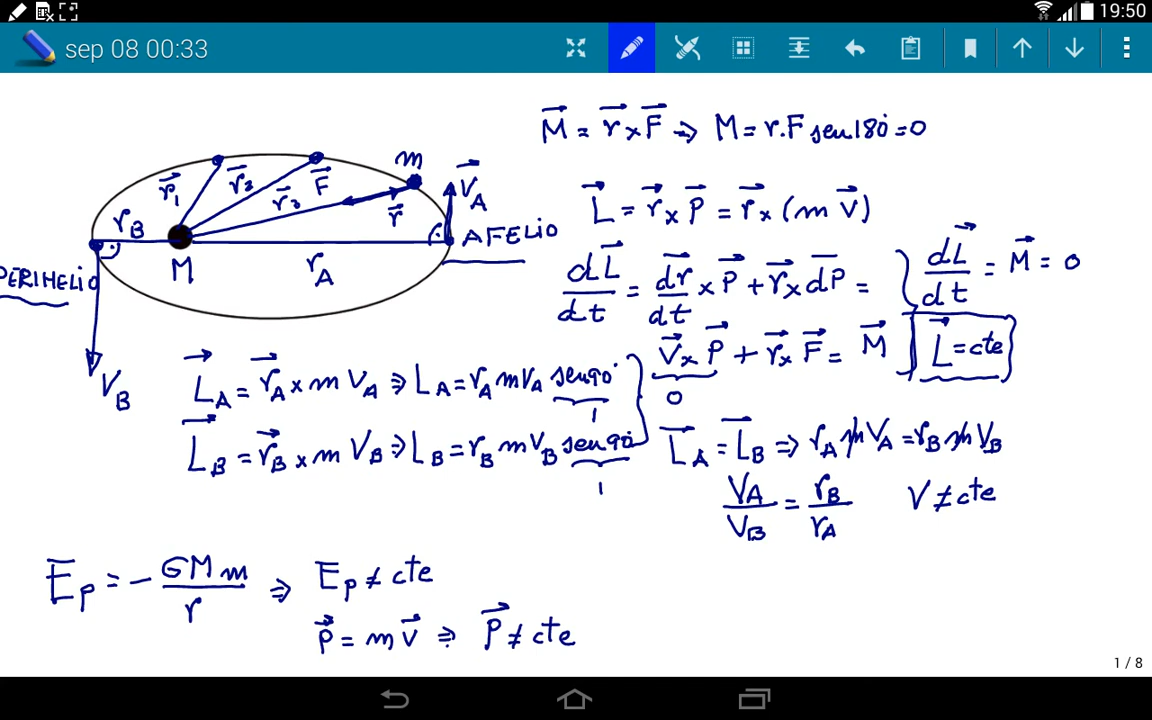 19:50
sep 08 00:33
M⃗ = r⃗ x F⃗ => M = r.F sen180 = 0
m
r⃗1 r⃗2 r⃗3 F⃗ r⃗ V⃗A
rB AFELIO
PERIHELIO M rA
VB
L⃗ = r⃗ x P⃗ = r⃗ x (m v⃗)
dL⃗/dt = dr⃗/dt x P⃗ + r⃗ x dP⃗ =
dL⃗/dt = M⃗ = 0
V⃗ x P⃗ + r⃗ x F⃗ = M⃗
0
L⃗ = cte
L⃗A = r⃗A x m VA => LA = rA mVA sen90
1
L⃗B = r⃗B x m VB => LB = rB mVB sen90
1
L⃗A = L⃗B => rA m VA = rB m VB
VA/VB = rB/rA V ≠ cte
Ep = - GMm/r => Ep ≠ cte
P⃗ = m V⃗ => P⃗ ≠ cte
1 / 8